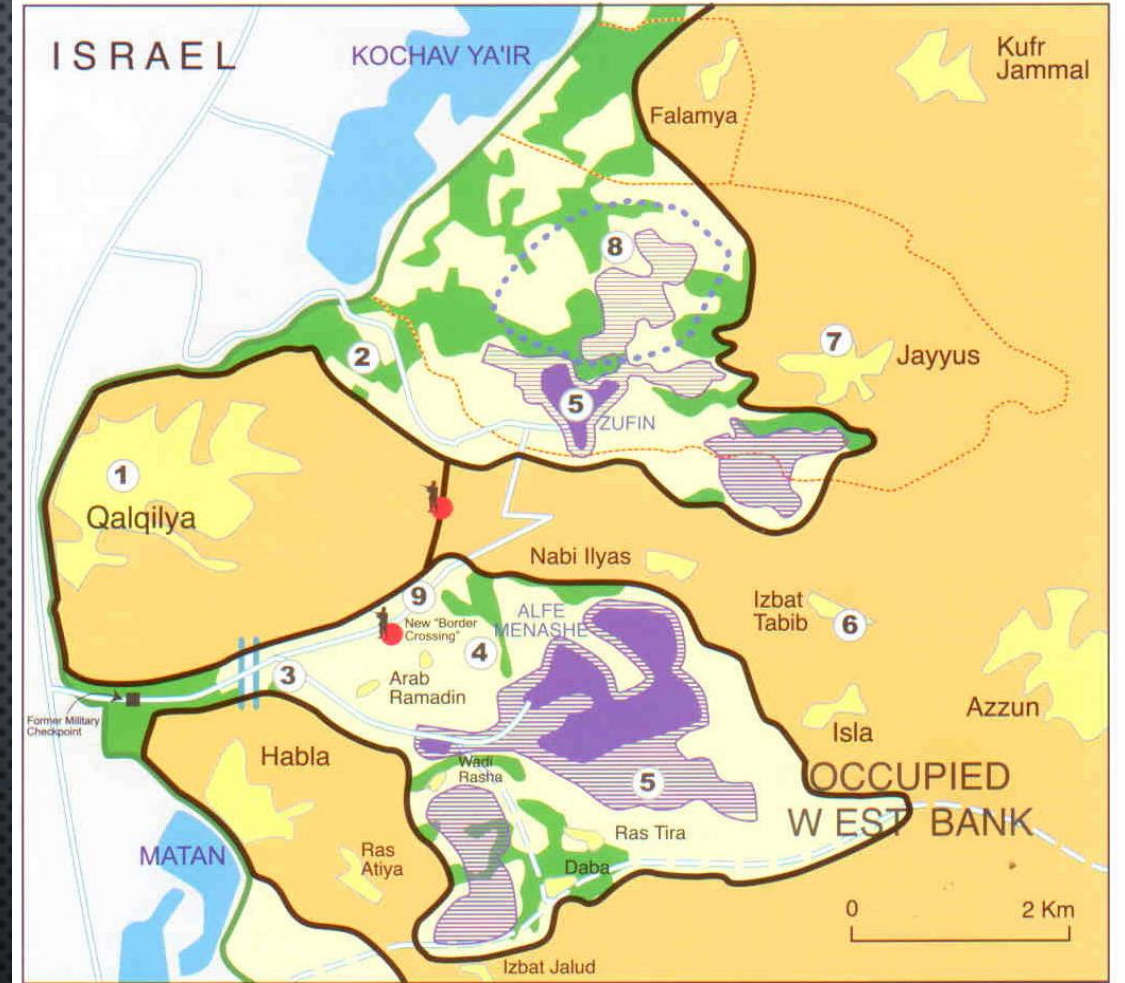 ISRAEL
KOCHAV YA'IR
Kufr
Jammal
Falamya
8
7
Jayyus
2
5
ZUFIN
1
Qalqilya
Nabi Ilyas
9
New "Border
Crossing"
ALFE
MENASHE
Izbat
Tabib
6
4
3
Arab
Ramadin
Former Military
Checkpoint
Azzun
Isla
Habla
Wadi
Rasha
5
OCCUPIED
WEST BANK
Ras Tira
MATAN
Ras
Atiya
Daba
0 2 Km
Izbat Jalud